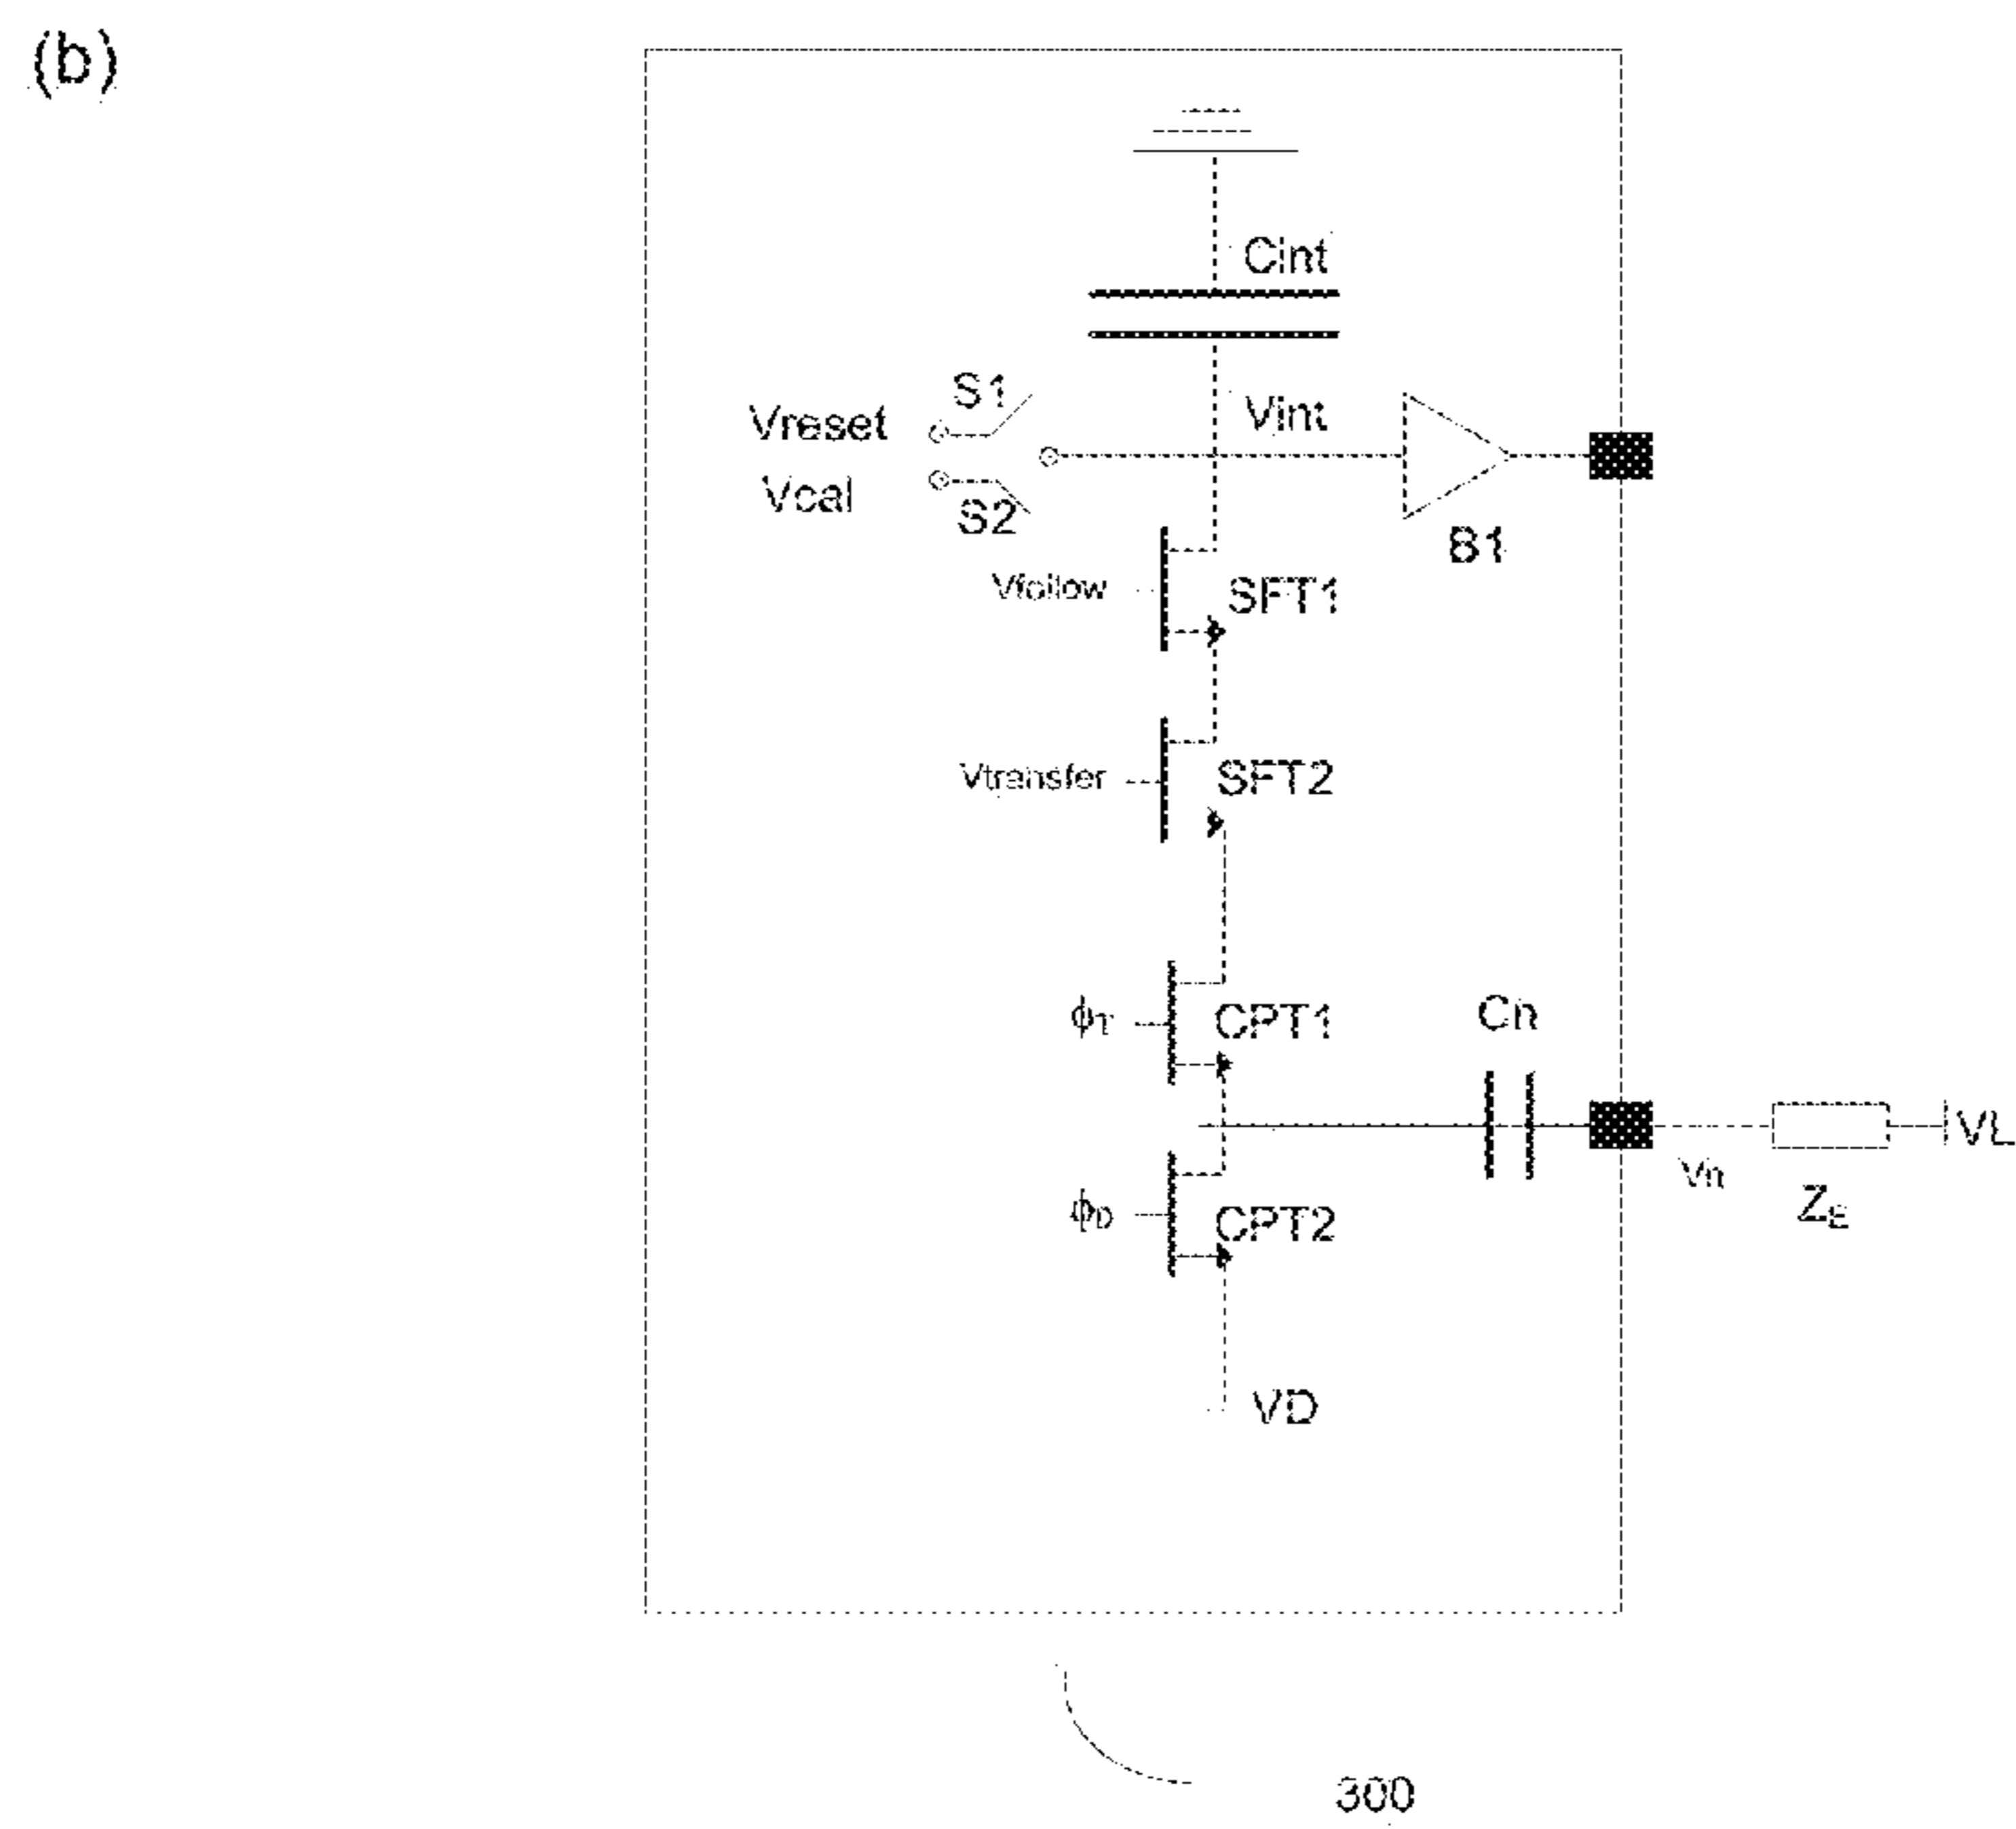 (b)
Cint
S1
Vreset
Vint
Vcal
S2
B1
Vfollow
SFT1
Vtransfer
SFT2
Cn
ϕT
CPT1
VL
Vn
ϕD
CPT2
ZE
VD
300